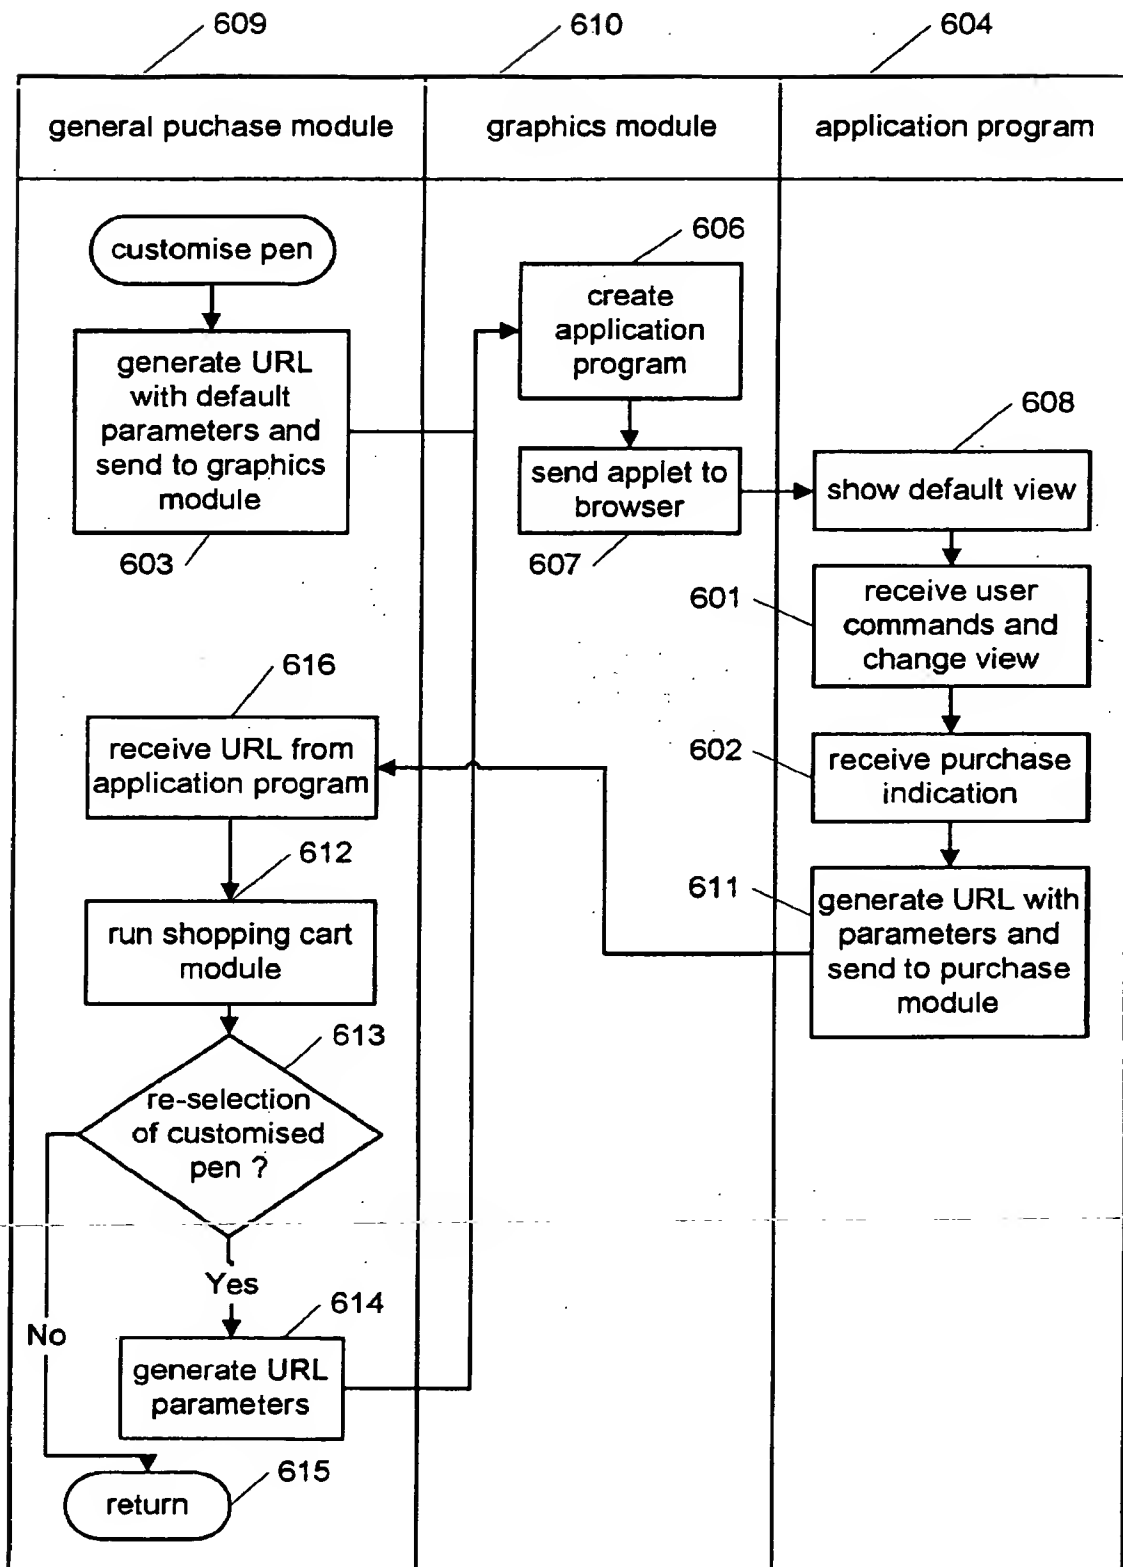 609
610
604
general puchase module
graphics module
application program
customise pen
606
create
application
program
generate URL
with default
parameters and
send to graphics
module
603
send applet to
browser
607
608
show default view
601
receive user
commands and
change view
616
receive URL from
application program
602
receive purchase
indication
612
run shopping cart
module
611
generate URL with
parameters and
send to purchase
module
613
re-selection
of customised
pen ?
Yes
No
614
generate URL
parameters
615
return